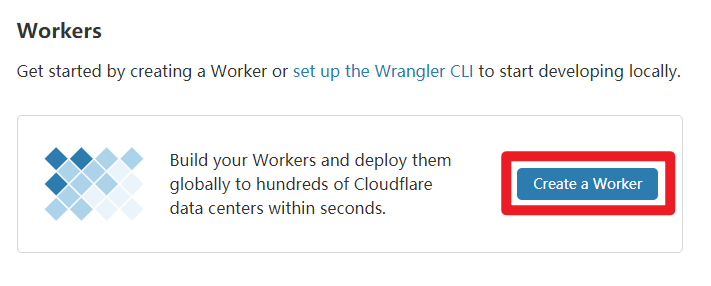 Workers
Get started by creating a Worker or set up the Wrangler CLI to start developing locally.
Build your Workers and deploy them
globally to hundreds of Cloudflare
data centers within seconds.
Create a Worker